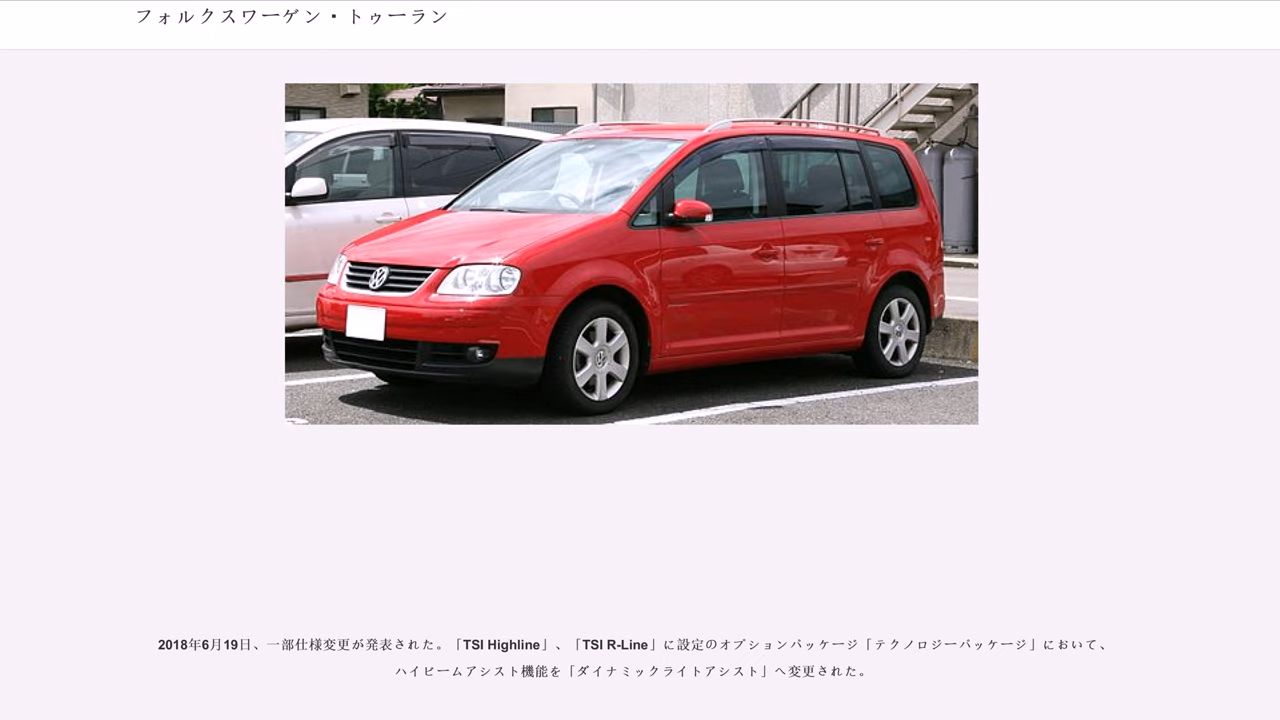 フォルクスワーゲン・トゥーラン
2018年6月19日、一部仕様変更が発表された。「TSI Highline」、「TSI R-Line」に設定のオプションパッケージ「テクノロジーパッケージ」において、
ハイビームアシスト機能を「ダイナミックライトアシスト」へ変更された。